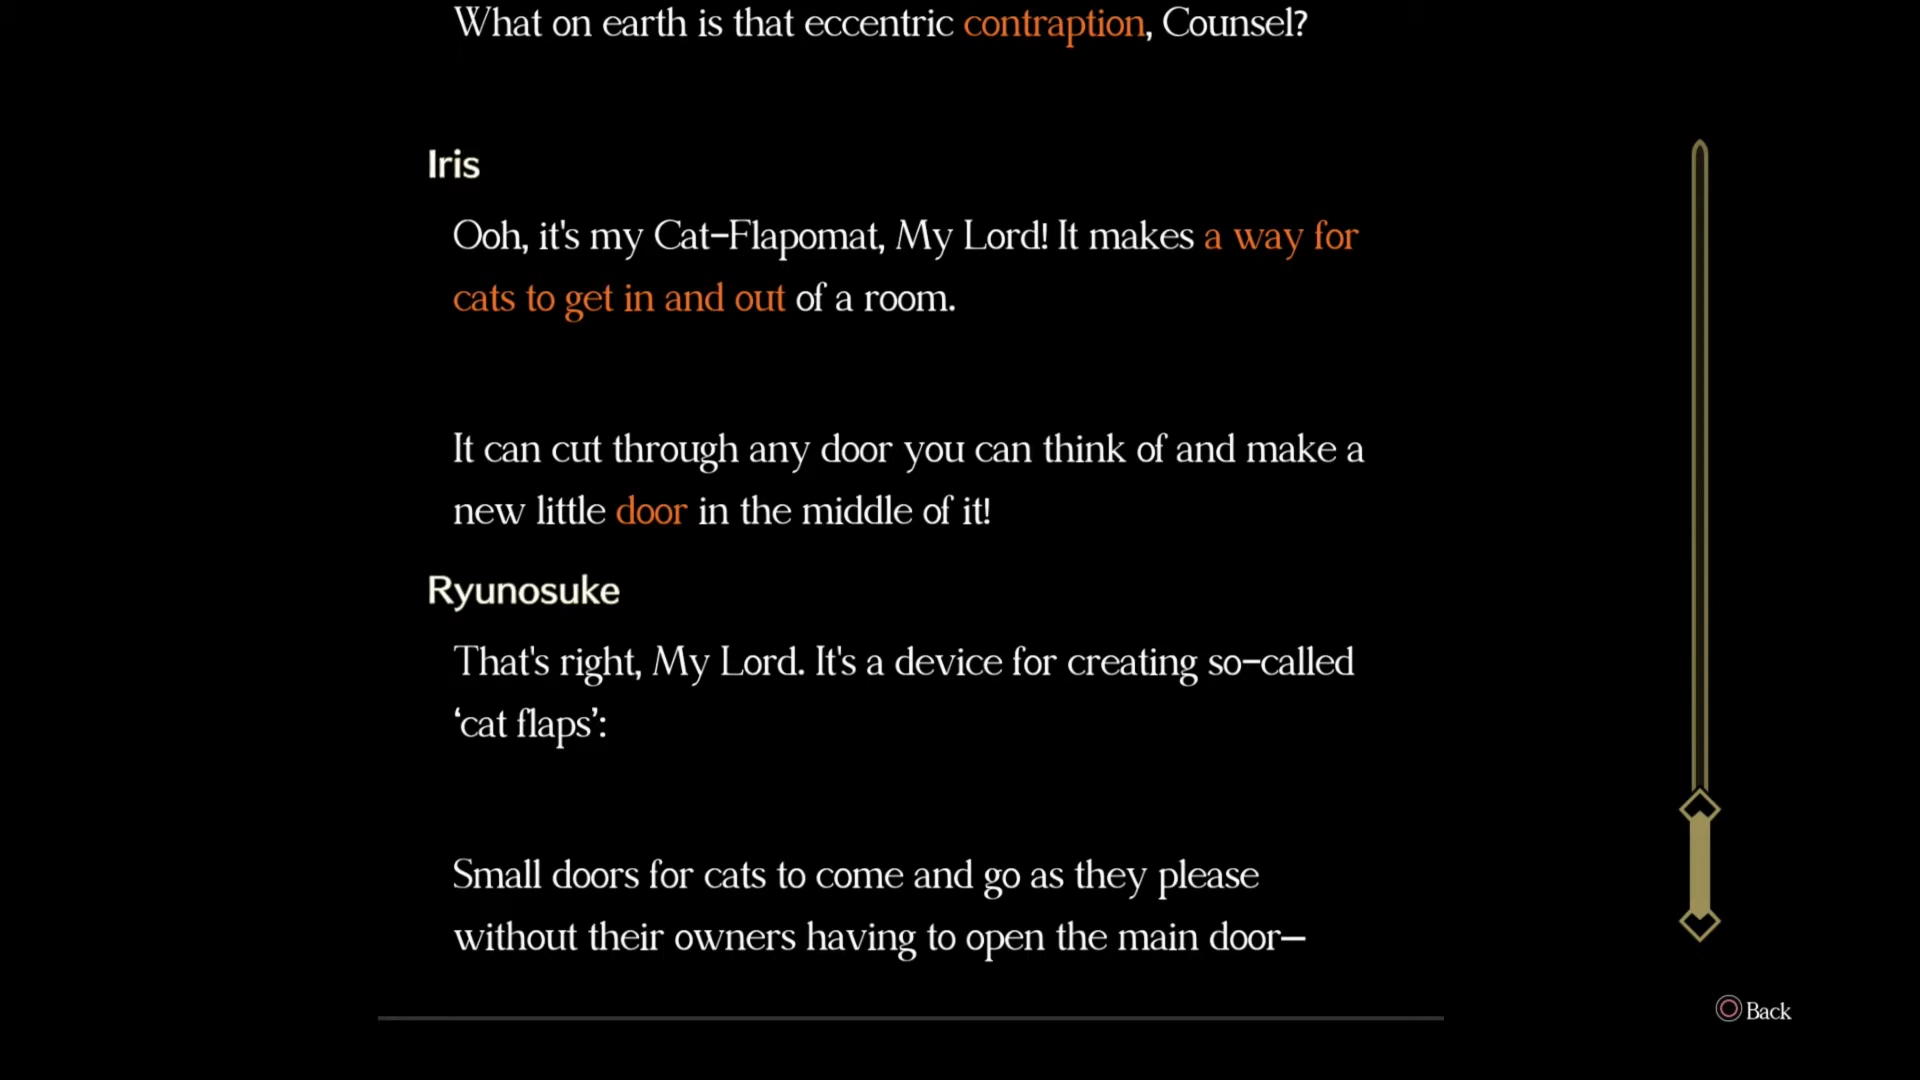 What on earth is that eccentric contraption, Counsel?
Iris
Ooh, it's my Cat-Flapomat, My Lord! It makes a way for
cats to get in and out of a room.
It can cut through any door you can think of and make a
new little door in the middle of it!
Ryunosuke
That's right, My Lord. It's a device for creating so-called
‘cat flaps’:
Small doors for cats to come and go as they please
without their owners having to open the main door—
Back